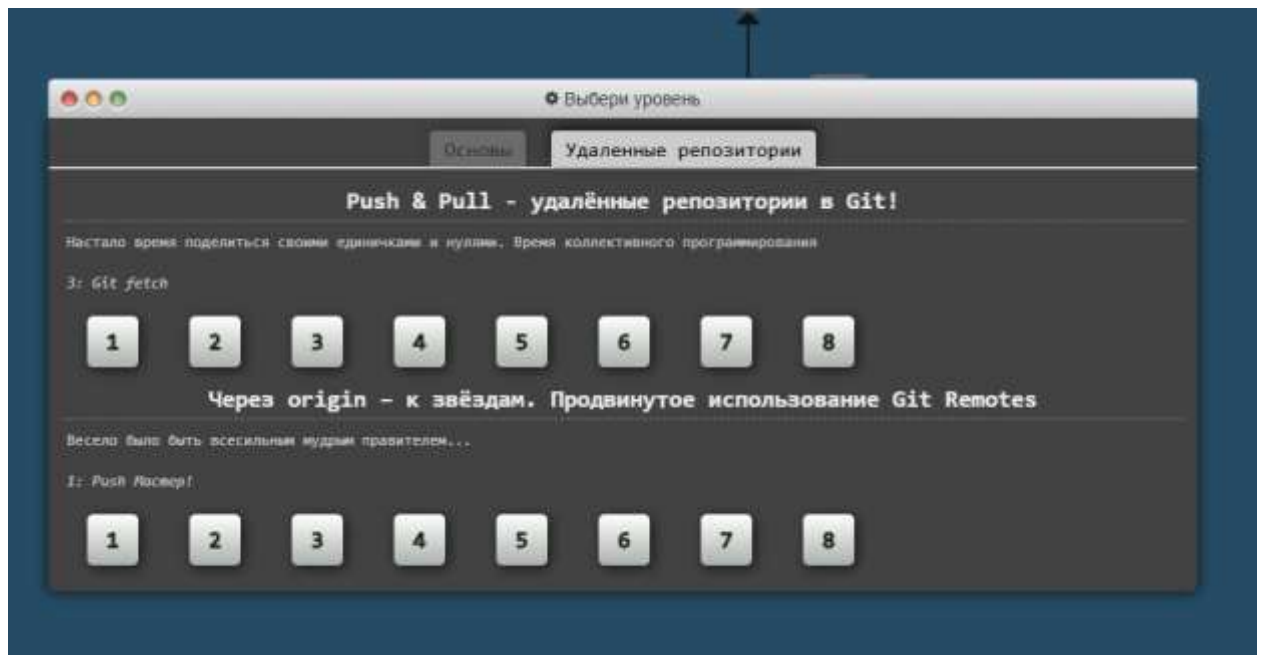 Выбери уровень
Основы
Удаленные репозитории
Push & Pull - удалённые репозитории в Git!
Настало время поделиться своими единичками и нулями. Время коллективного программирования
3: Git fetch
1 2 3 4 5 6 7 8
Через origin – к звёздам. Продвинутое использование Git Remotes
Весело было быть всесильным мудрым правителем...
1: Push Мастер!
1 2 3 4 5 6 7 8